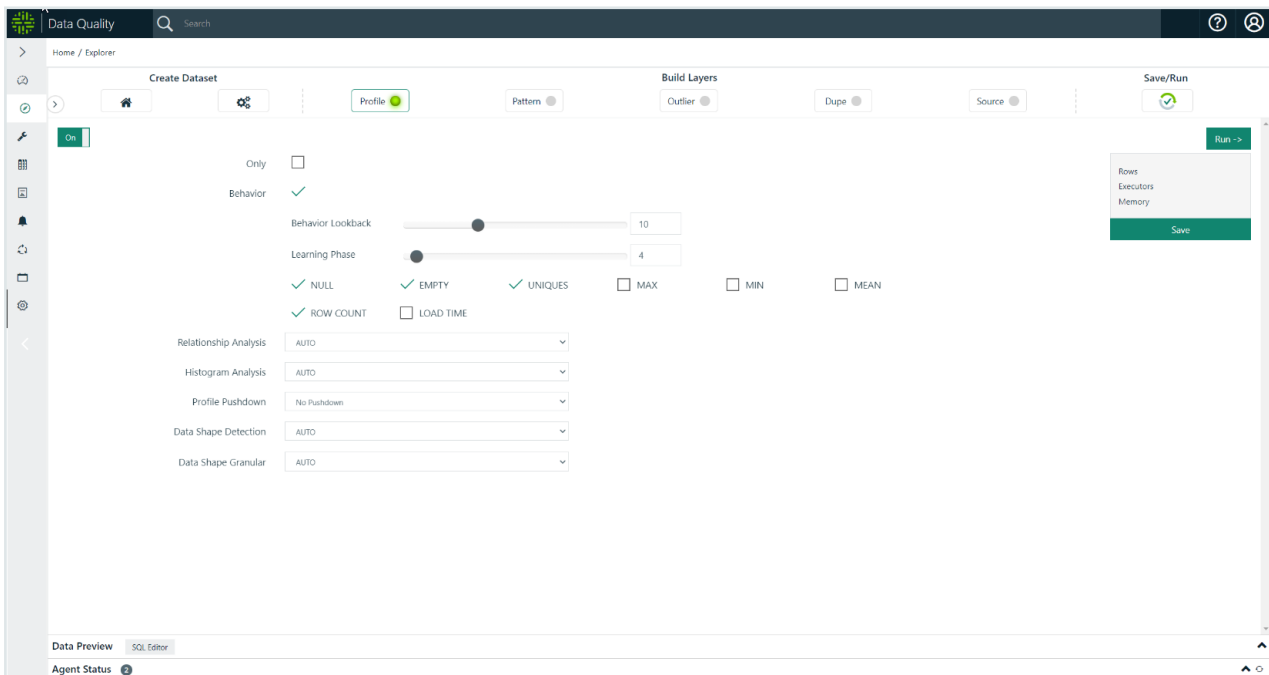 Data Quality Search
Home / Explorer
Create Dataset Build Layers Save/Run
Profile Pattern Outlier Dupe Source
On Run ->
Only
Behavior
Behavior Lookback 10
Learning Phase 4
NULL EMPTY UNIQUES MAX MIN MEAN
ROW COUNT LOAD TIME
Relationship Analysis AUTO
Histogram Analysis AUTO
Profile Pushdown No Pushdown
Data Shape Detection AUTO
Data Shape Granular AUTO
Rows
Executors
Memory
Save
Data Preview SQL Editor
Agent Status 2